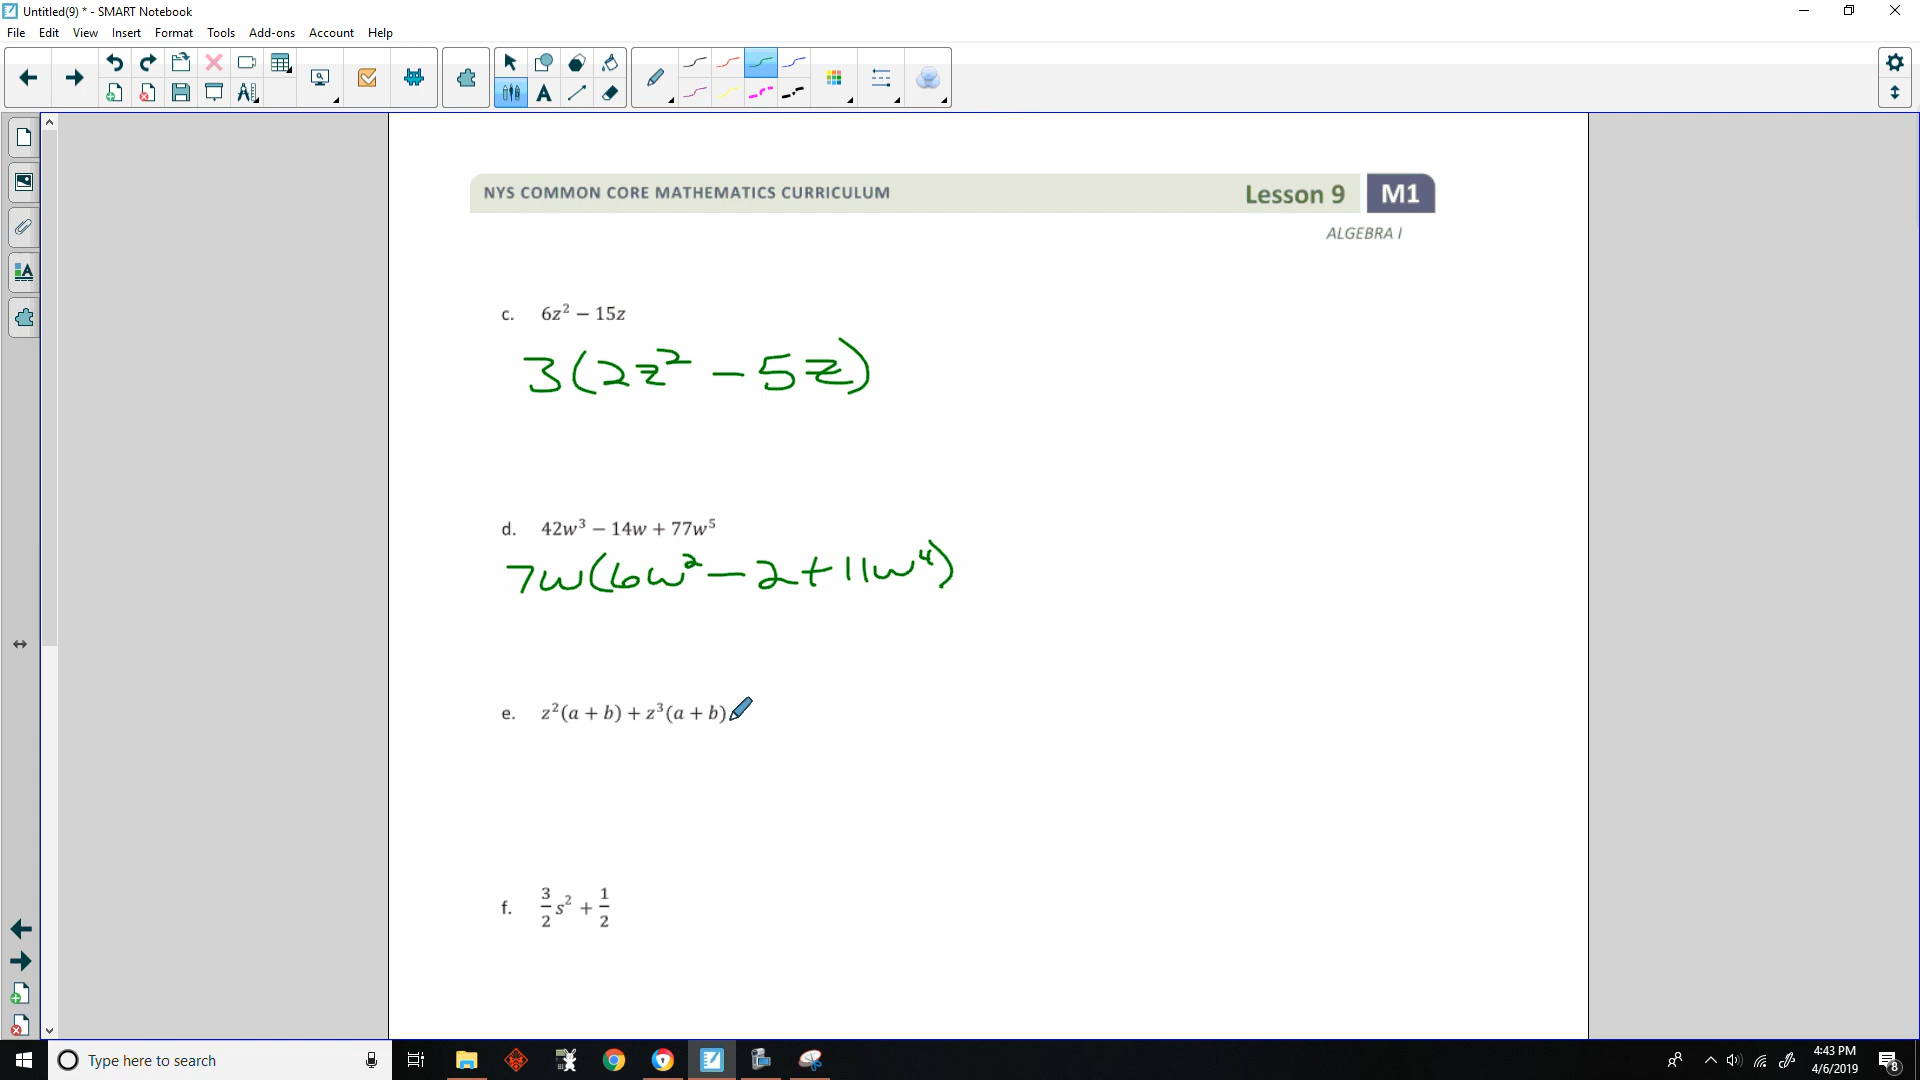 Untitled(9) * - SMART Notebook
File Edit View Insert Format Tools Add-ons Account Help
NYS COMMON CORE MATHEMATICS CURRICULUM Lesson 9 M1
ALGEBRA I
c. 6z² − 15z
3(2z² − 5z)
d. 42w³ − 14w + 77w⁵
7w(6w² − 2 + 11w⁴)
e. z²(a + b) + z³(a + b)
f. 3/2 s² + 1/2
Type here to search
4:43 PM
4/6/2019
8